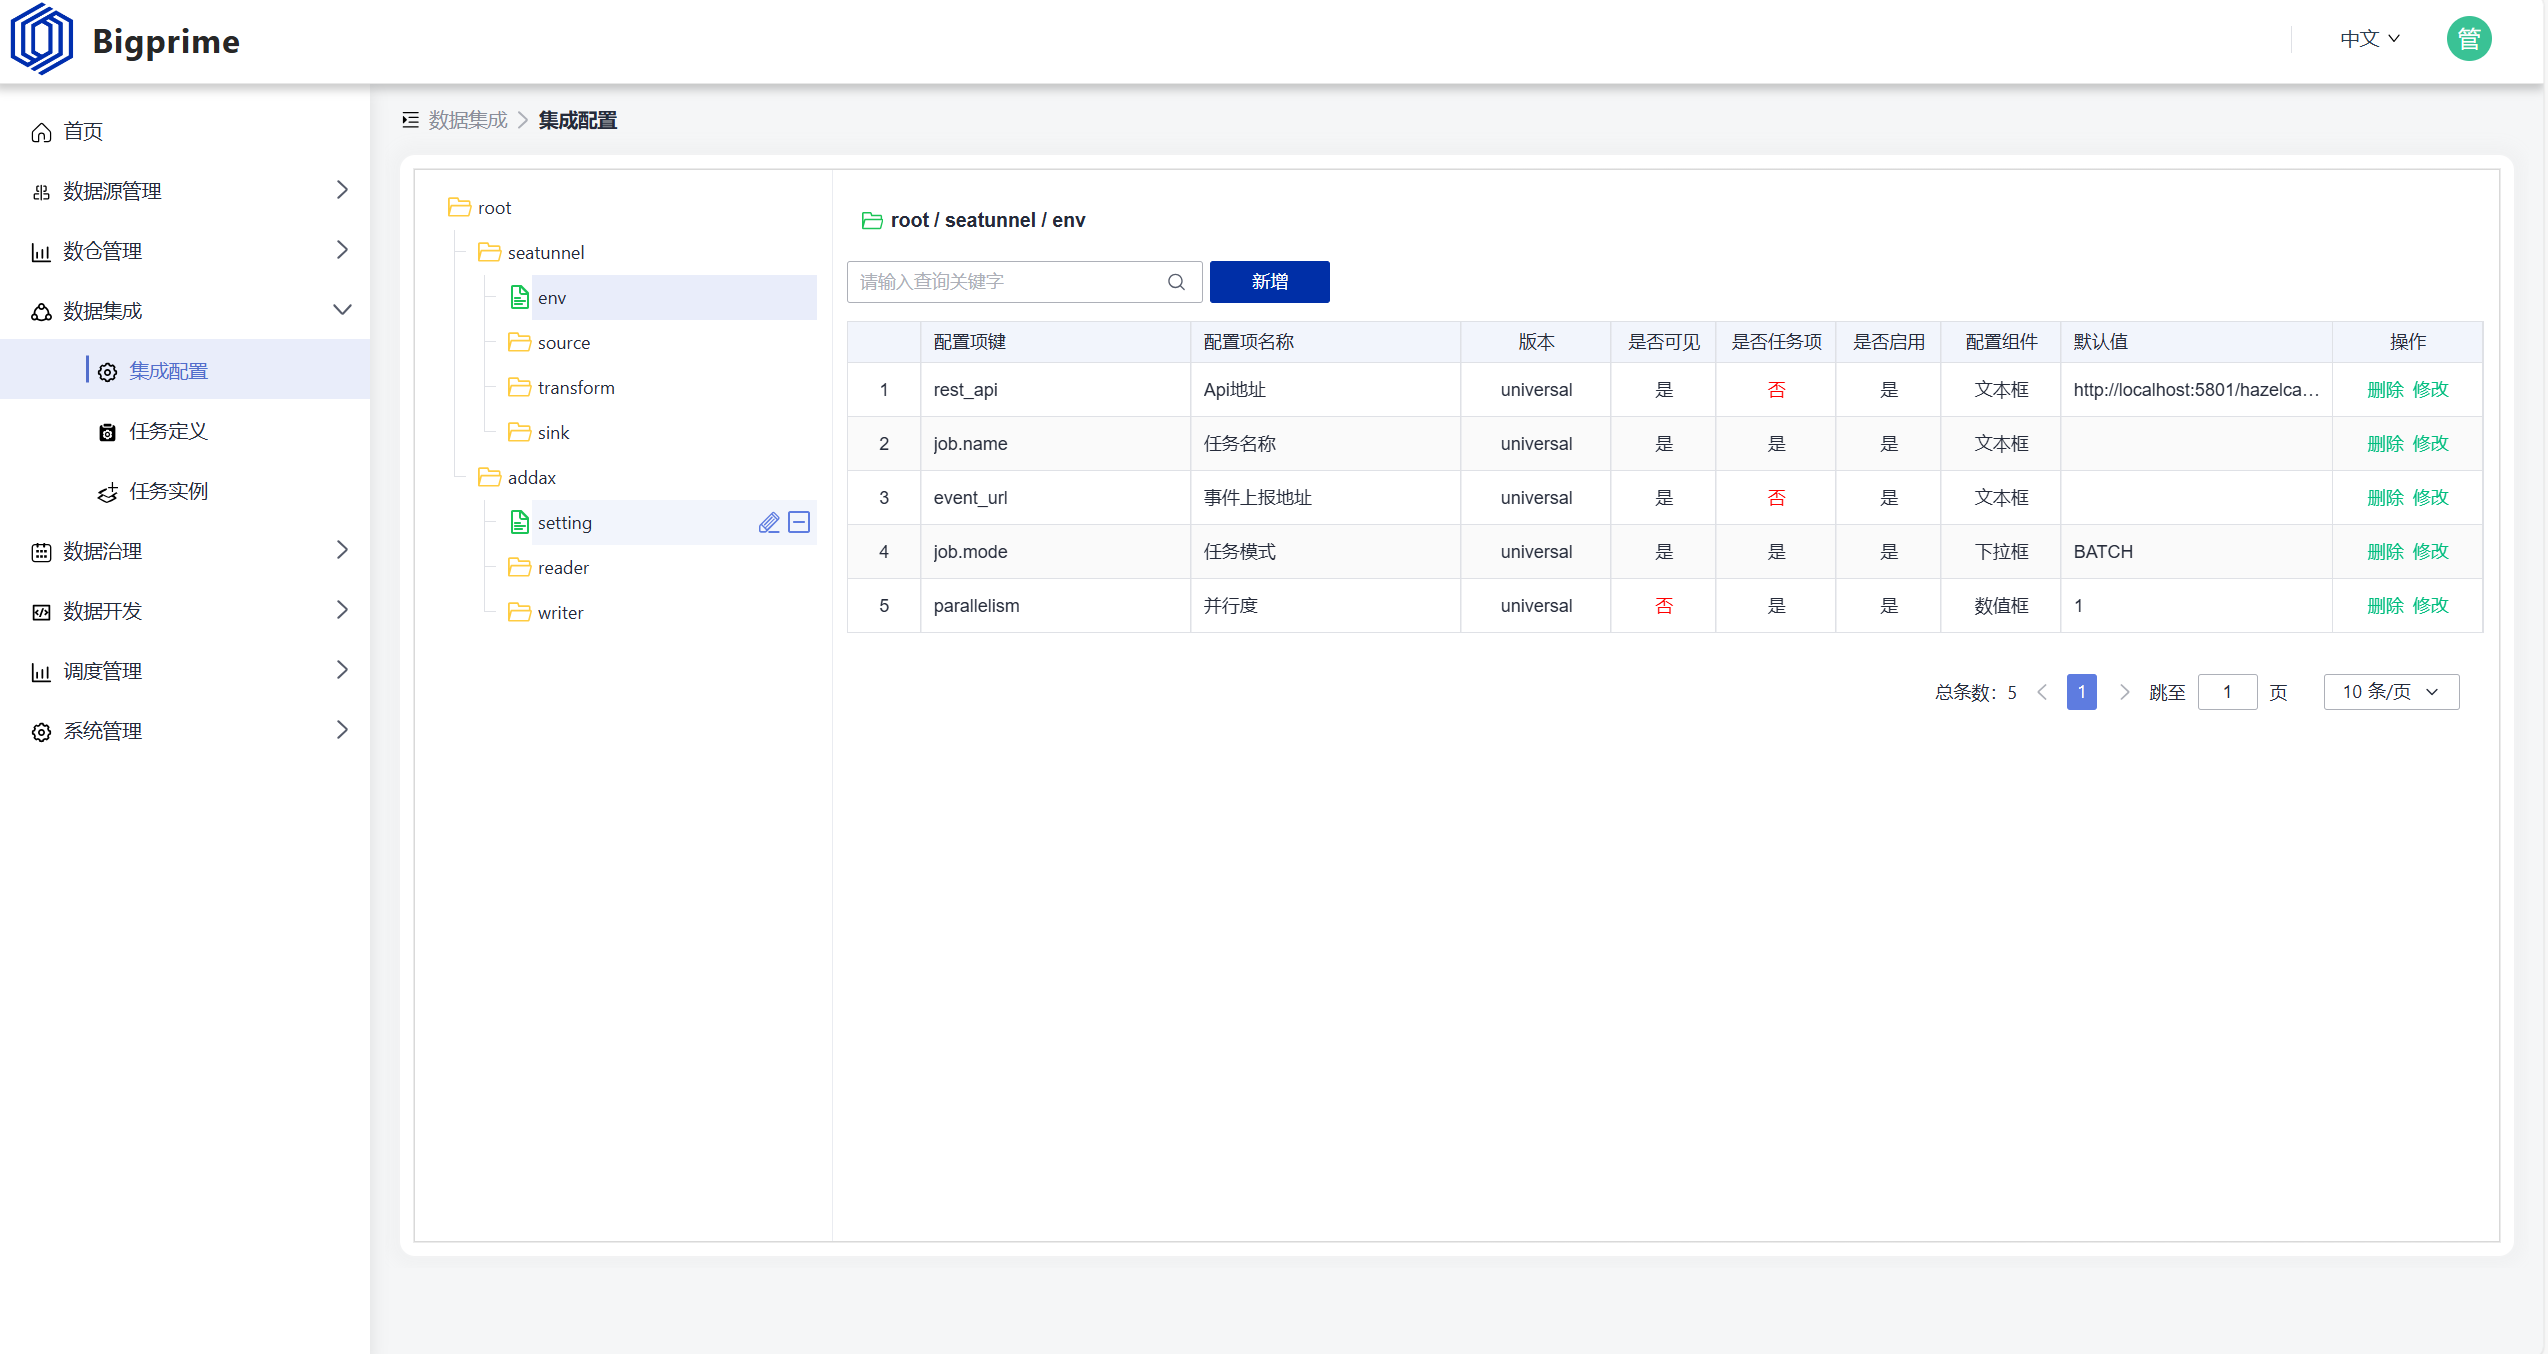 Bigprime
中文
管
首页
数据源管理
数仓管理
数据集成
集成配置
任务定义
任务实例
数据治理
数据开发
调度管理
系统管理
数据集成 > 集成配置
root
seatunnel
env
source
transform
sink
addax
setting
reader
writer
root / seatunnel / env
请输入查询关键字 新增
配置项键 配置项名称 版本 是否可见 是否任务项 是否启用 配置组件 默认值 操作
1 rest_api Api地址 universal 是 否 是 文本框 http://localhost:5801/hazelca... 删除 修改
2 job.name 任务名称 universal 是 是 是 文本框 删除 修改
3 event_url 事件上报地址 universal 是 否 是 文本框 删除 修改
4 job.mode 任务模式 universal 是 是 是 下拉框 BATCH 删除 修改
5 parallelism 并行度 universal 否 是 是 数值框 1 删除 修改
总条数：5 1 跳至 1 页 10 条/页